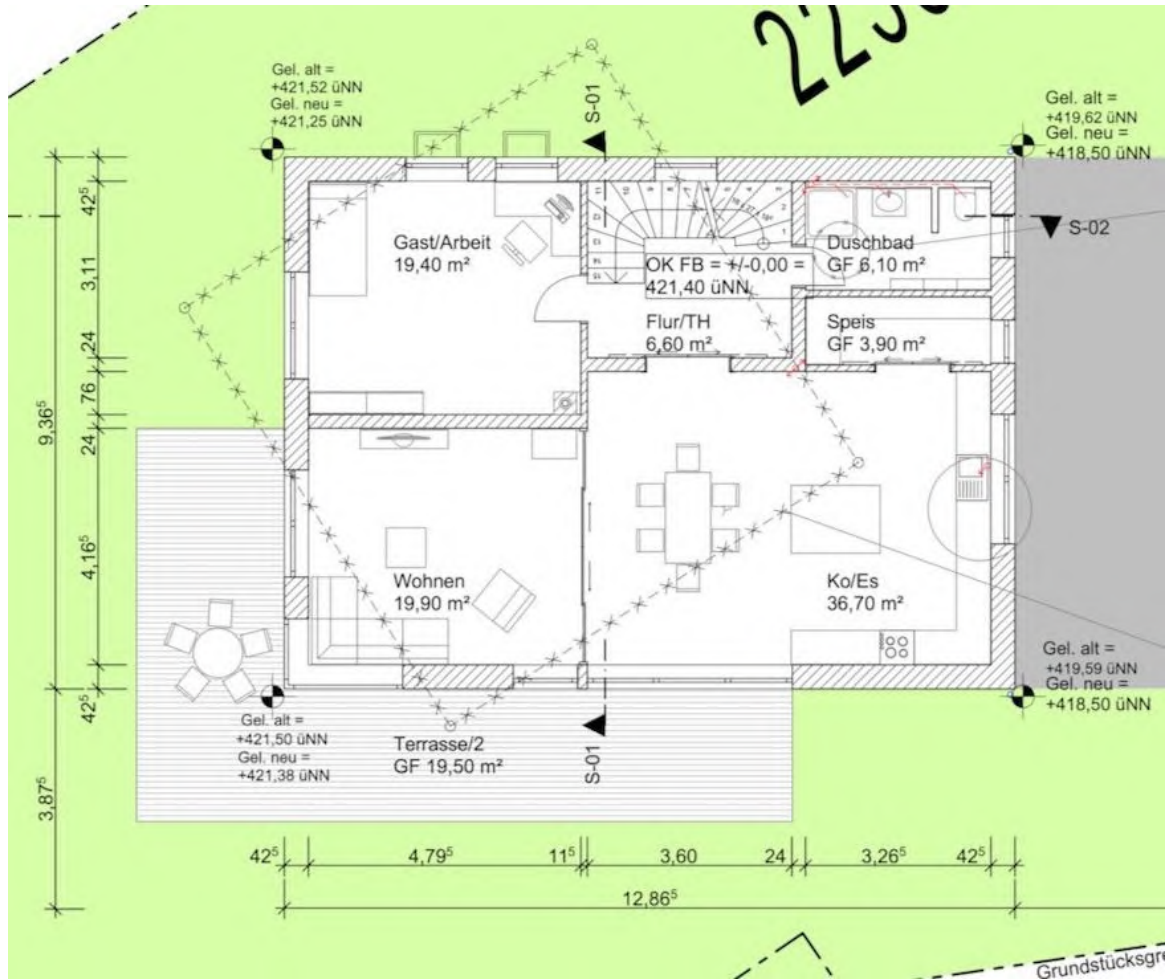 223
Gel. alt =
+421,52 üNN
Gel. neu =
+421,25 üNN
S-01
Gel. alt =
+419,62 üNN
Gel. neu =
+418,50 üNN
S-02
Gast/Arbeit
19,40 m²
OK FB = +/-0,00 =
421,40 üNN
Duschbad
GF 6,10 m²
Flur/TH
6,60 m²
Speis
GF 3,90 m²
Wohnen
19,90 m²
Ko/Es
36,70 m²
Gel. alt =
+419,59 üNN
Gel. neu =
+418,50 üNN
Gel. alt =
+421,50 üNN
Gel. neu =
+421,38 üNN
Terrasse/2
GF 19,50 m²
S-01
42⁵
3,11
24
76
24
4,16⁵
42⁵
9,36⁵
3,87⁵
42⁵
4,79⁵
11⁵
3,60
24
3,26⁵
42⁵
12,86⁵
Grundstücksgr